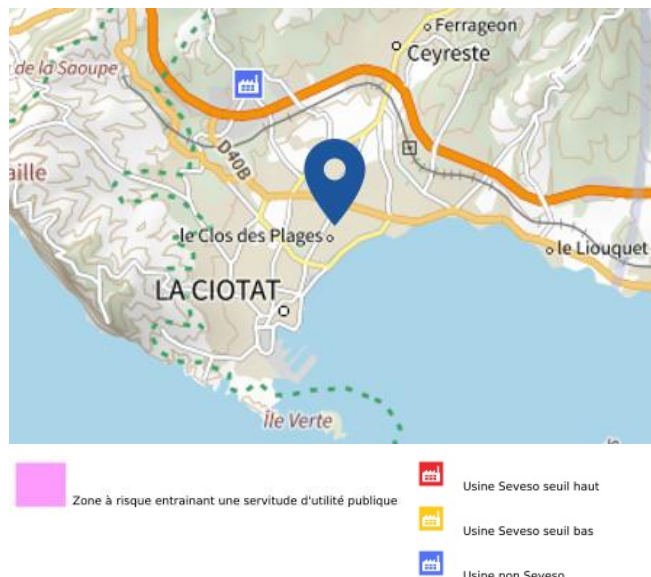 Ferrageon
Ceyreste
de la Saoupe
D40B
aille
le Clos des Plages
le Liouquet
LA CIOTAT
Île Verte
Zone à risque entrainant une servitude d'utilité publique
Usine Seveso seuil haut
Usine Seveso seuil bas
Usine non Seveso